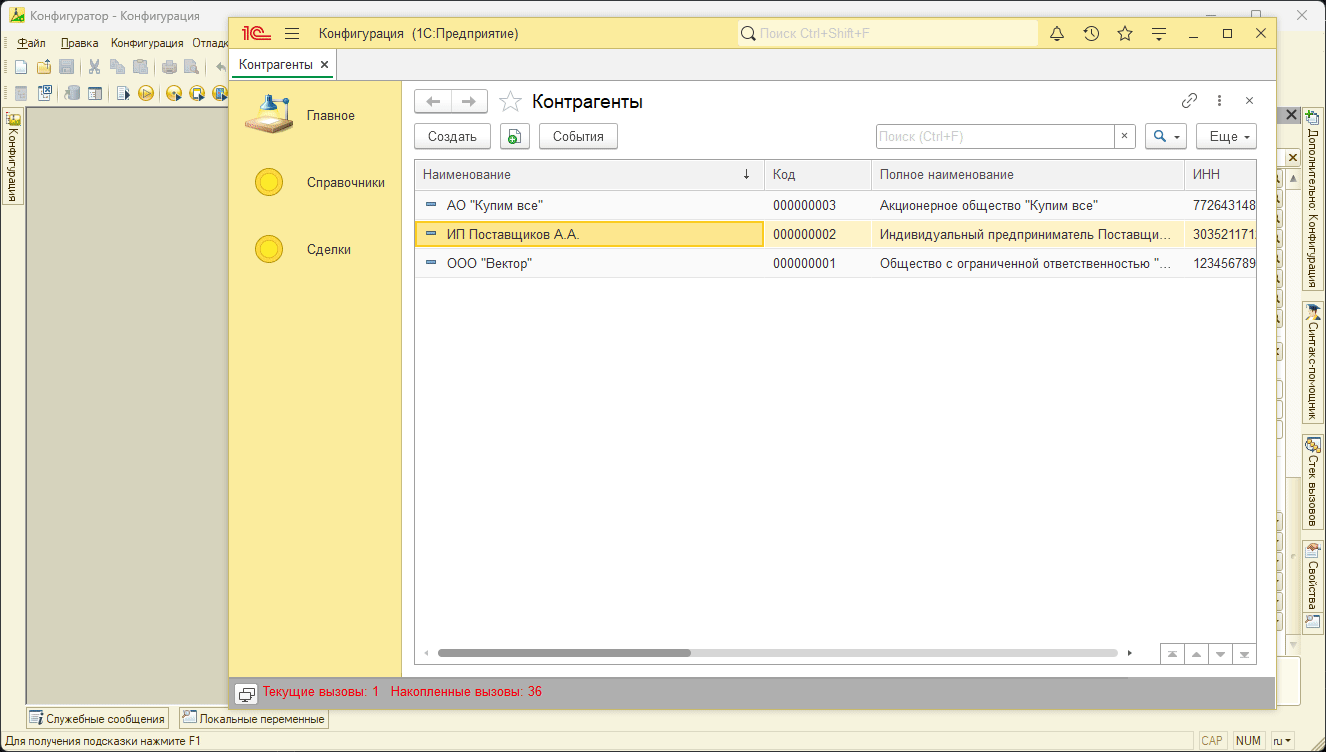 Конфигуратор - Конфигурация
Файл Правка Конфигурация Отладк
1С Конфигурация (1С:Предприятие) Поиск Ctrl+Shift+F
Контрагенты
Конфигурация
Главное
Справочники
Сделки
Контрагенты
Создать События Поиск (Ctrl+F) Еще
Наименование Код Полное наименование ИНН
АО "Купим все" 000000003 Акционерное общество "Купим все" 772643148
ИП Поставщиков А.А. 000000002 Индивидуальный предприниматель Поставщи... 303521171
ООО "Вектор" 000000001 Общество с ограниченной ответственностью "... 123456789
Дополнительно: Конфигурация
Синтакс-помощник
Стек вызовов
Свойства
Текущие вызовы: 1 Накопленные вызовы: 36
Служебные сообщения Локальные переменные
Для получения подсказки нажмите F1 CAP NUM ru